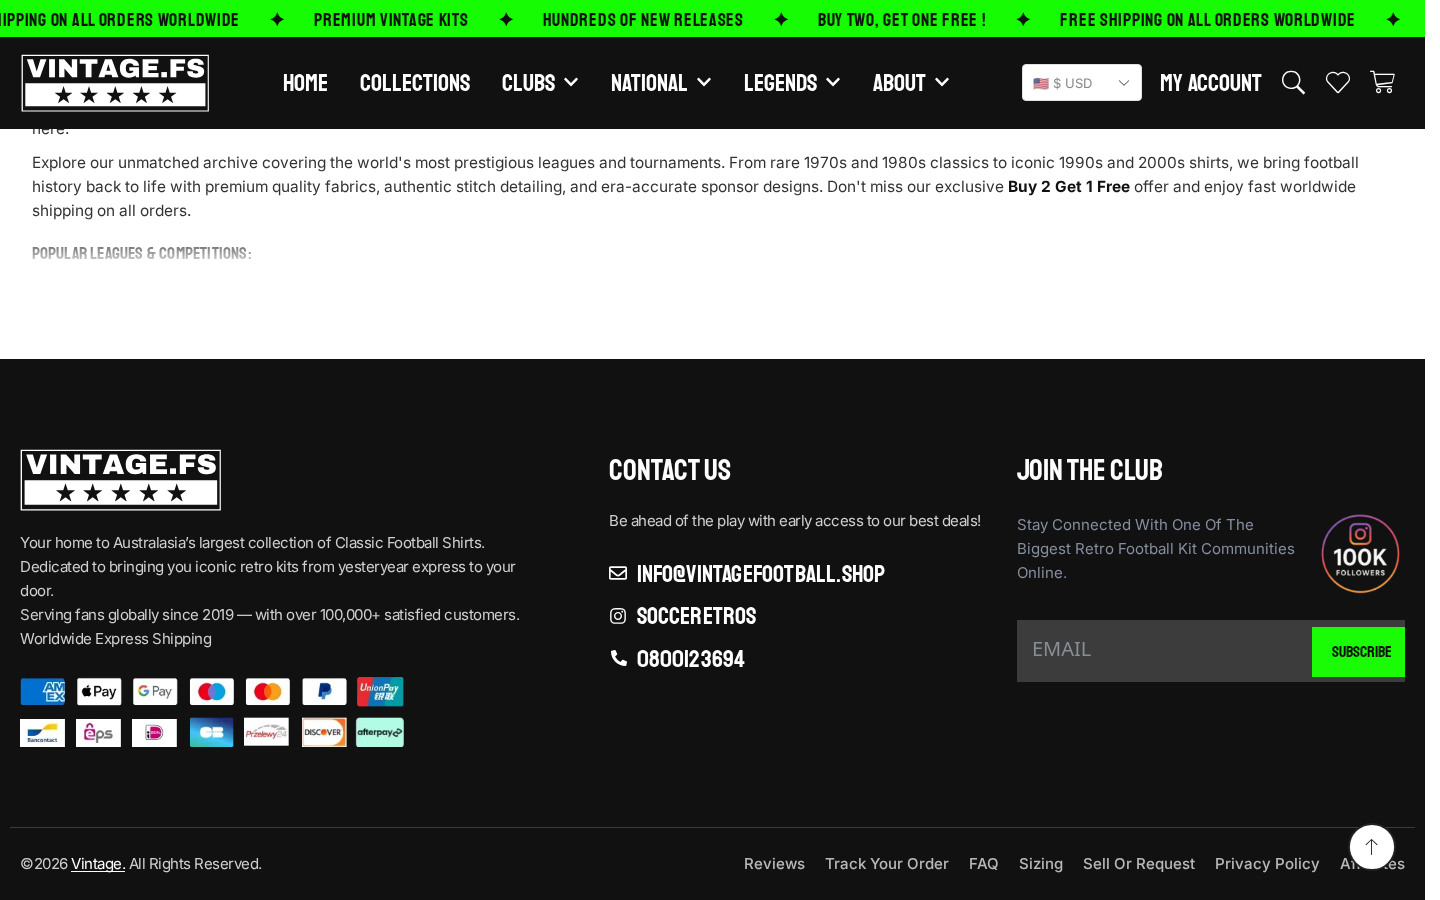 IPPING ON ALL ORDERS WORLDWIDE ✦ PREMIUM VINTAGE KITS ✦ HUNDREDS OF NEW RELEASES ✦ BUY TWO, GET ONE FREE ! ✦ FREE SHIPPING ON ALL ORDERS WORLDWIDE ✦
VINTAGE.FS
HOME COLLECTIONS CLUBS NATIONAL LEGENDS ABOUT
$ USD
MY ACCOUNT
here.
Explore our unmatched archive covering the world's most prestigious leagues and tournaments. From rare 1970s and 1980s classics to iconic 1990s and 2000s shirts, we bring football
history back to life with premium quality fabrics, authentic stitch detailing, and era-accurate sponsor designs. Don't miss our exclusive Buy 2 Get 1 Free offer and enjoy fast worldwide
shipping on all orders.
POPULAR LEAGUES & COMPETITIONS:
VINTAGE.FS
Your home to Australasia’s largest collection of Classic Football Shirts.
Dedicated to bringing you iconic retro kits from yesteryear express to your
door.
Serving fans globally since 2019 — with over 100,000+ satisfied customers.
Worldwide Express Shipping
AMEX Apple Pay G Pay UnionPay 银联
Bancontact eps iD CB Przelewy24 DISCOVER afterpay
CONTACT US
Be ahead of the play with early access to our best deals!
INFO@VINTAGEFOOTBALL.SHOP
SOCCERETROS
0800123694
JOIN THE CLUB
Stay Connected With One Of The
Biggest Retro Football Kit Communities
Online.
100K
FOLLOWERS
EMAIL
SUBSCRIBE
©2026 Vintage. All Rights Reserved.
Reviews Track Your Order FAQ Sizing Sell Or Request Privacy Policy